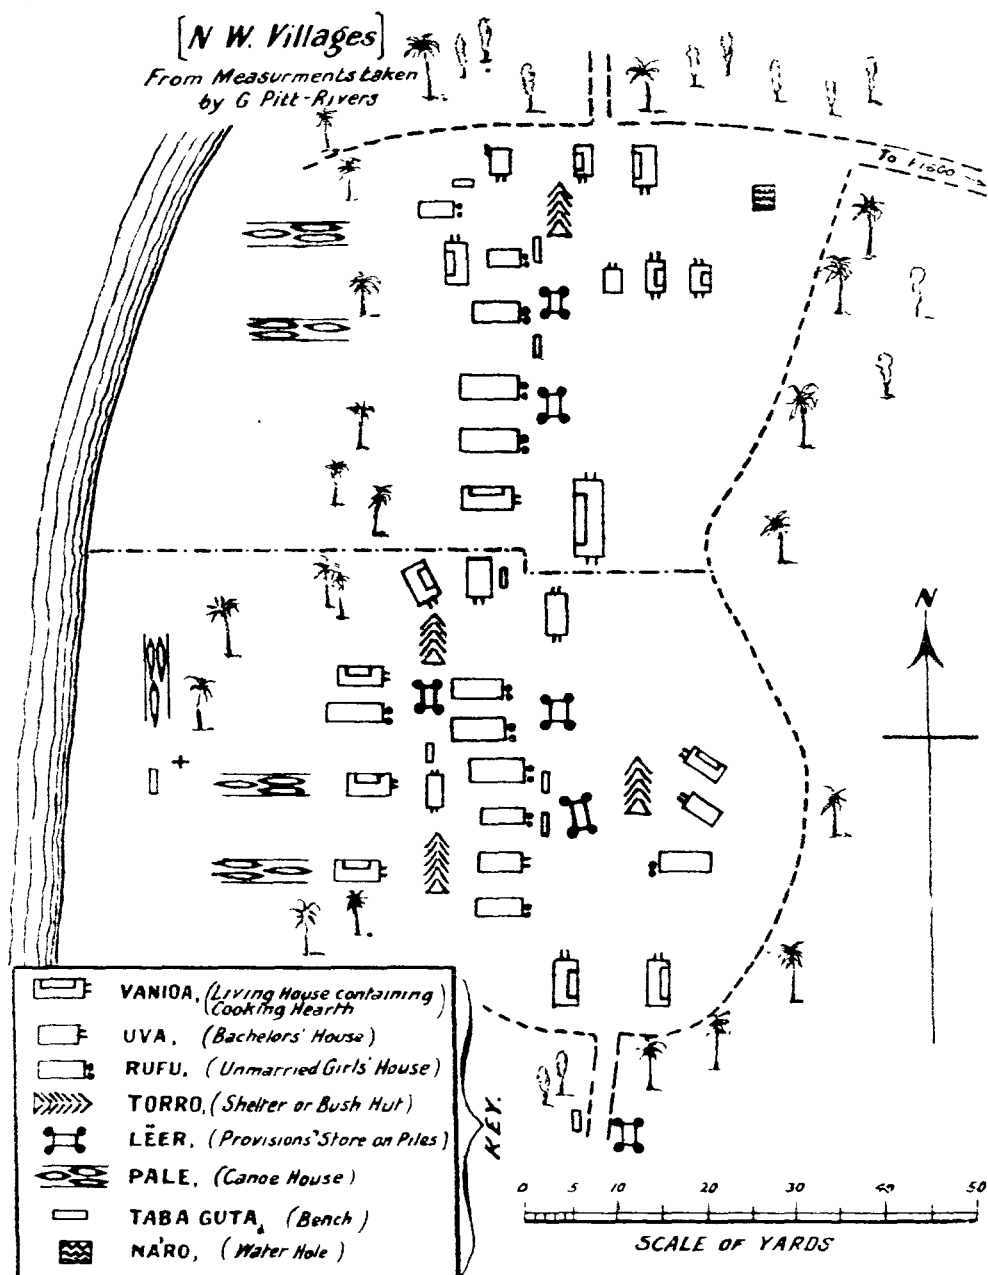 [N W. Villages]
From Measurments taken
by G Pitt-Rivers
N
VANIOA, (Living House containing)
(Cooking Hearth
UVA, (Bachelors' House)
RUFU, (Unmarried Girls' House)
TORRO, (Shelter or Bush Hut)
LËER, (Provisions' Store on Piles)
PALE, (Canoe House)
TABA GUTA, (Bench)
NA'RO, (Water Hole)
KEY.
0 5 10 20 30 40 50
SCALE OF YARDS
To